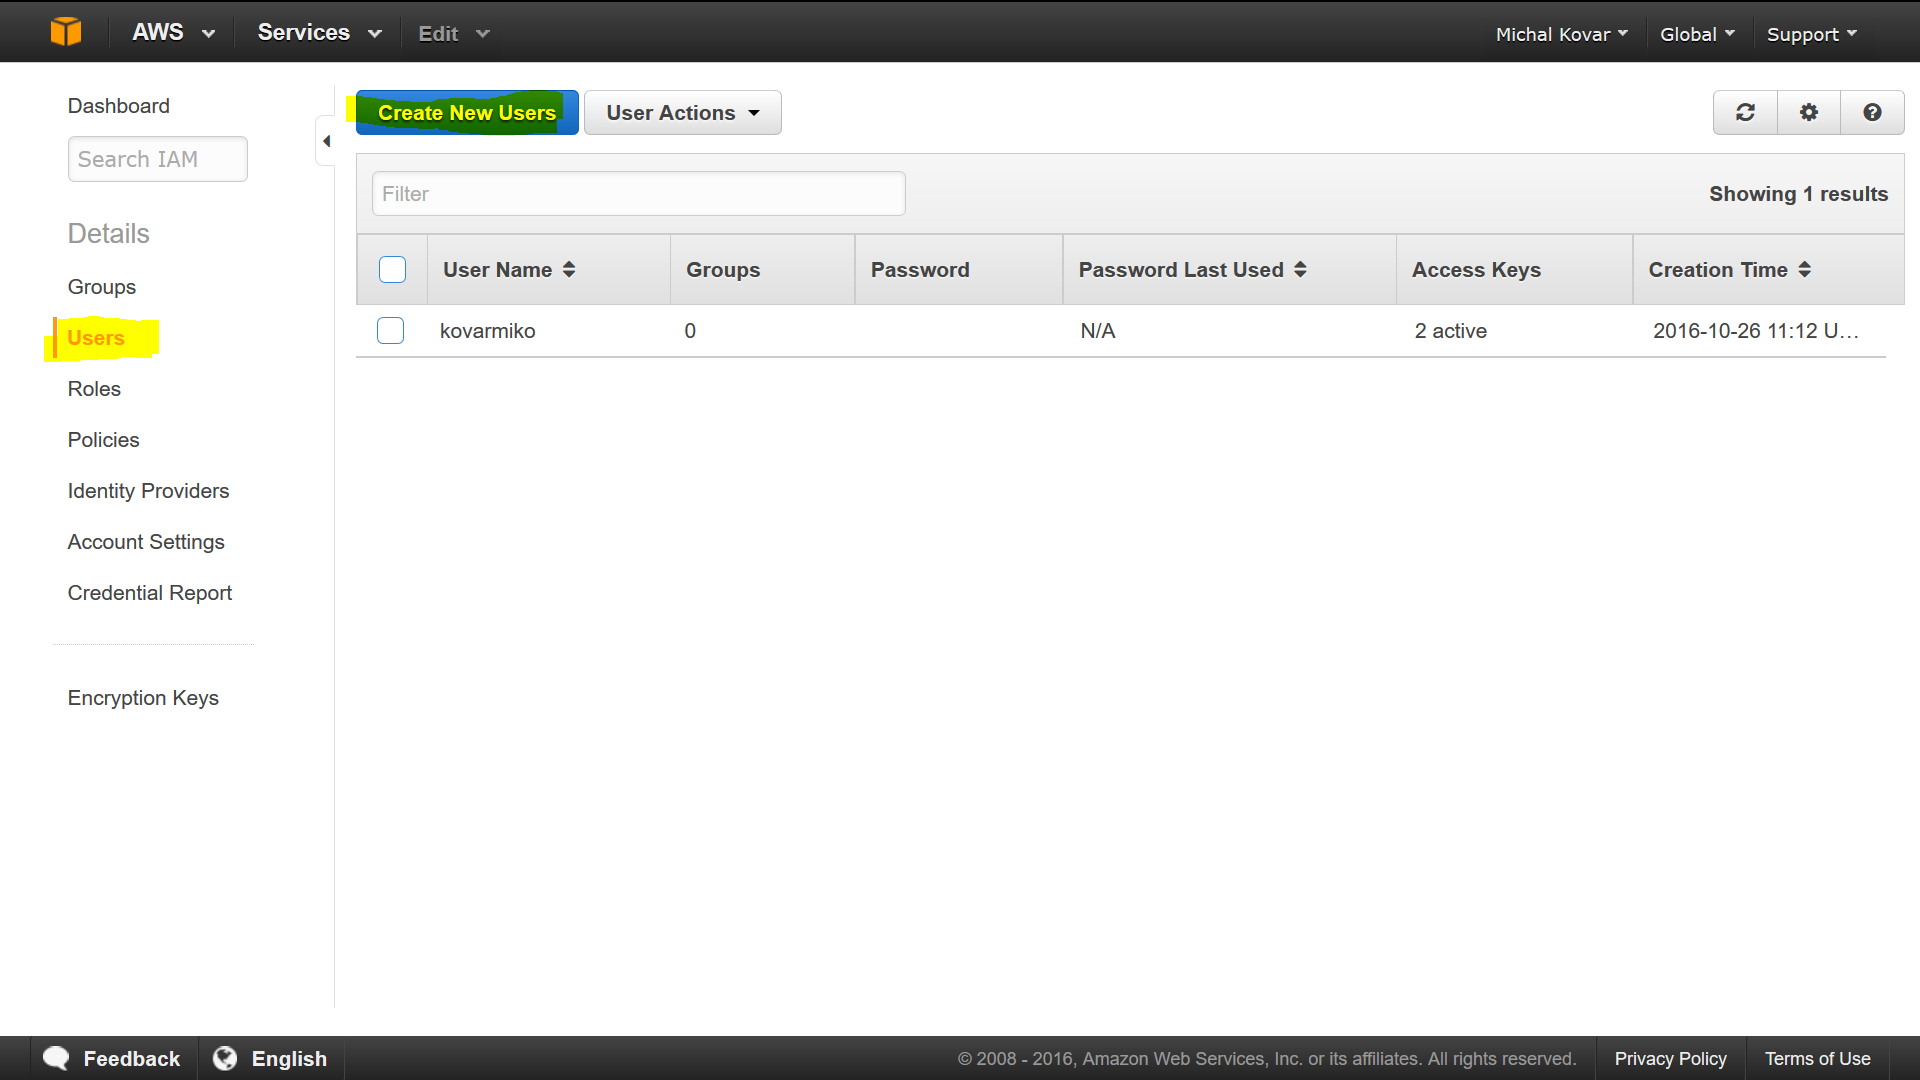 AWS Services Edit Michal Kovar Global Support
Dashboard
Search IAM
Details
Groups
Users
Roles
Policies
Identity Providers
Account Settings
Credential Report
Encryption Keys
Create New Users User Actions
Filter Showing 1 results
User Name Groups Password Password Last Used Access Keys Creation Time
kovarmiko 0 N/A 2 active 2016-10-26 11:12 U…
Feedback English © 2008 - 2016, Amazon Web Services, Inc. or its affiliates. All rights reserved. Privacy Policy Terms of Use